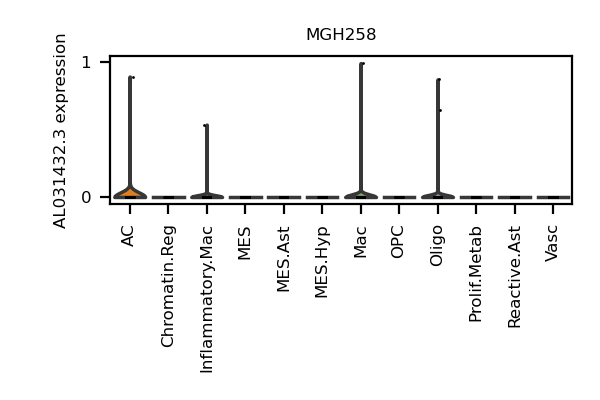 MGH258
AL031432.3 expression
1
0
AC
Chromatin.Reg
Inflammatory.Mac
MES
MES.Ast
MES.Hyp
Mac
OPC
Oligo
Prolif.Metab
Reactive.Ast
Vasc